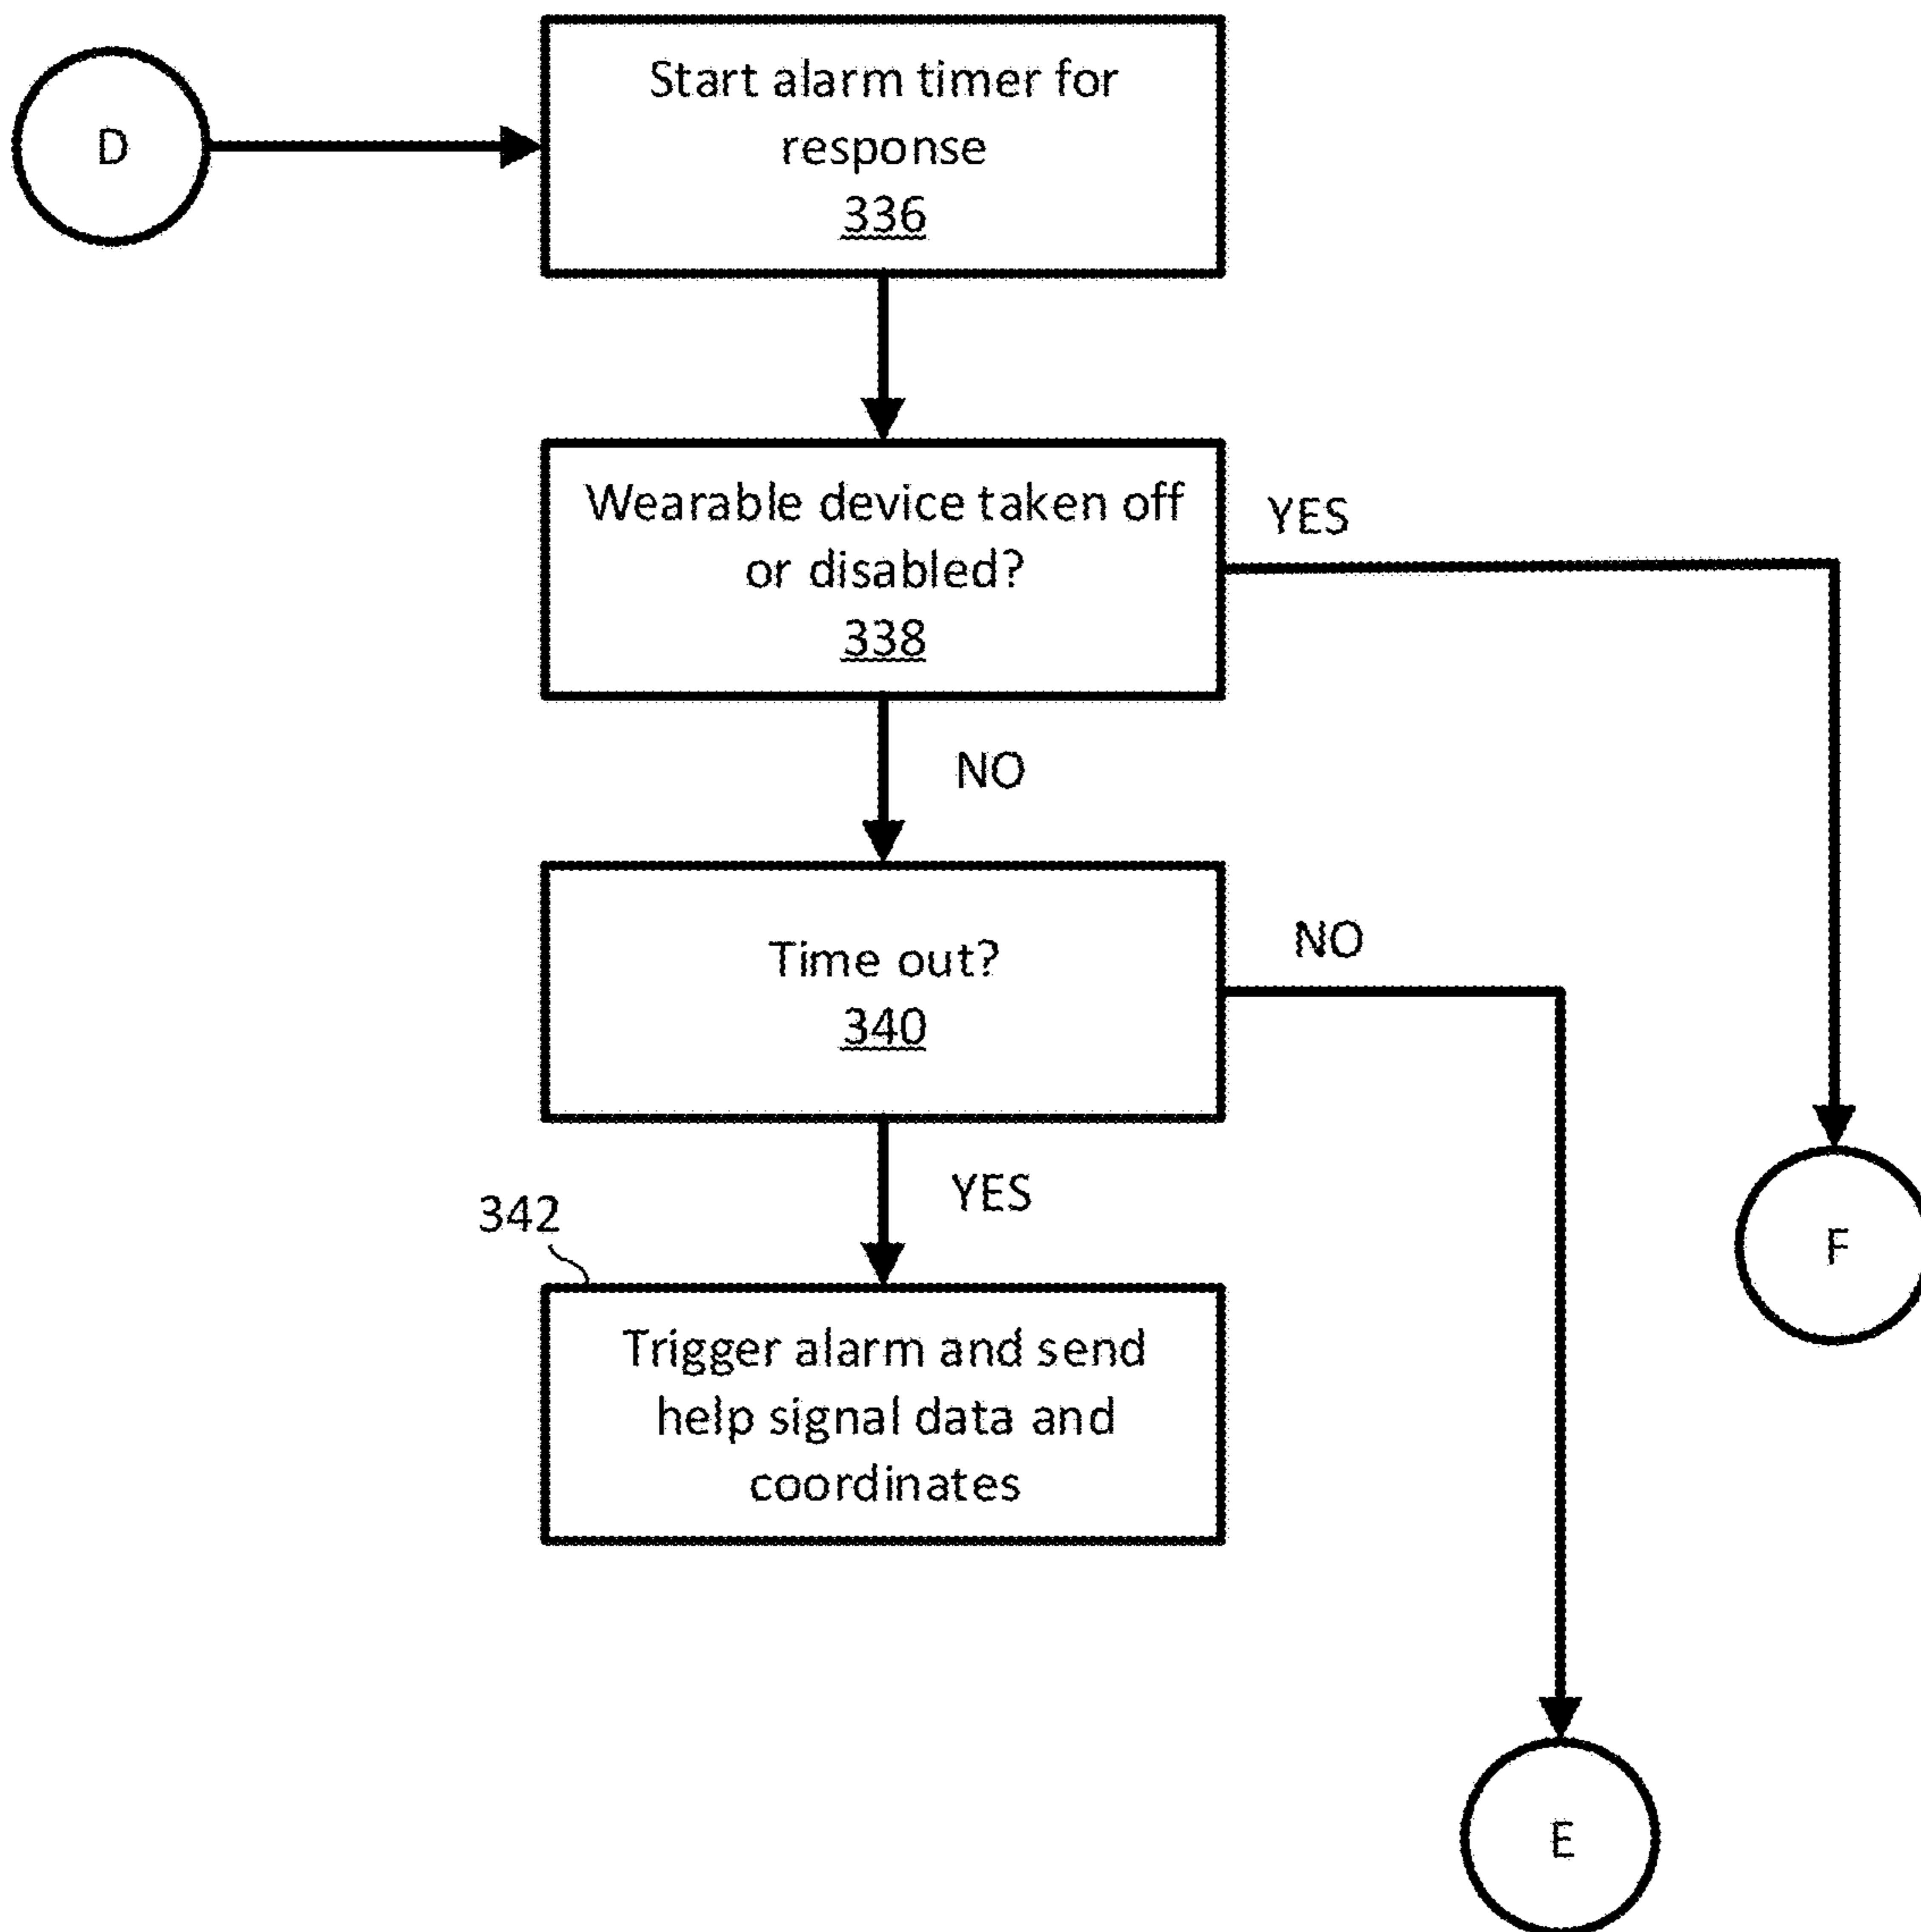 D
Start alarm timer for
response
336
Wearable device taken off
or disabled?
338
YES
NO
Time out?
340
NO
YES
342
Trigger alarm and send
help signal data and
coordinates
F
E